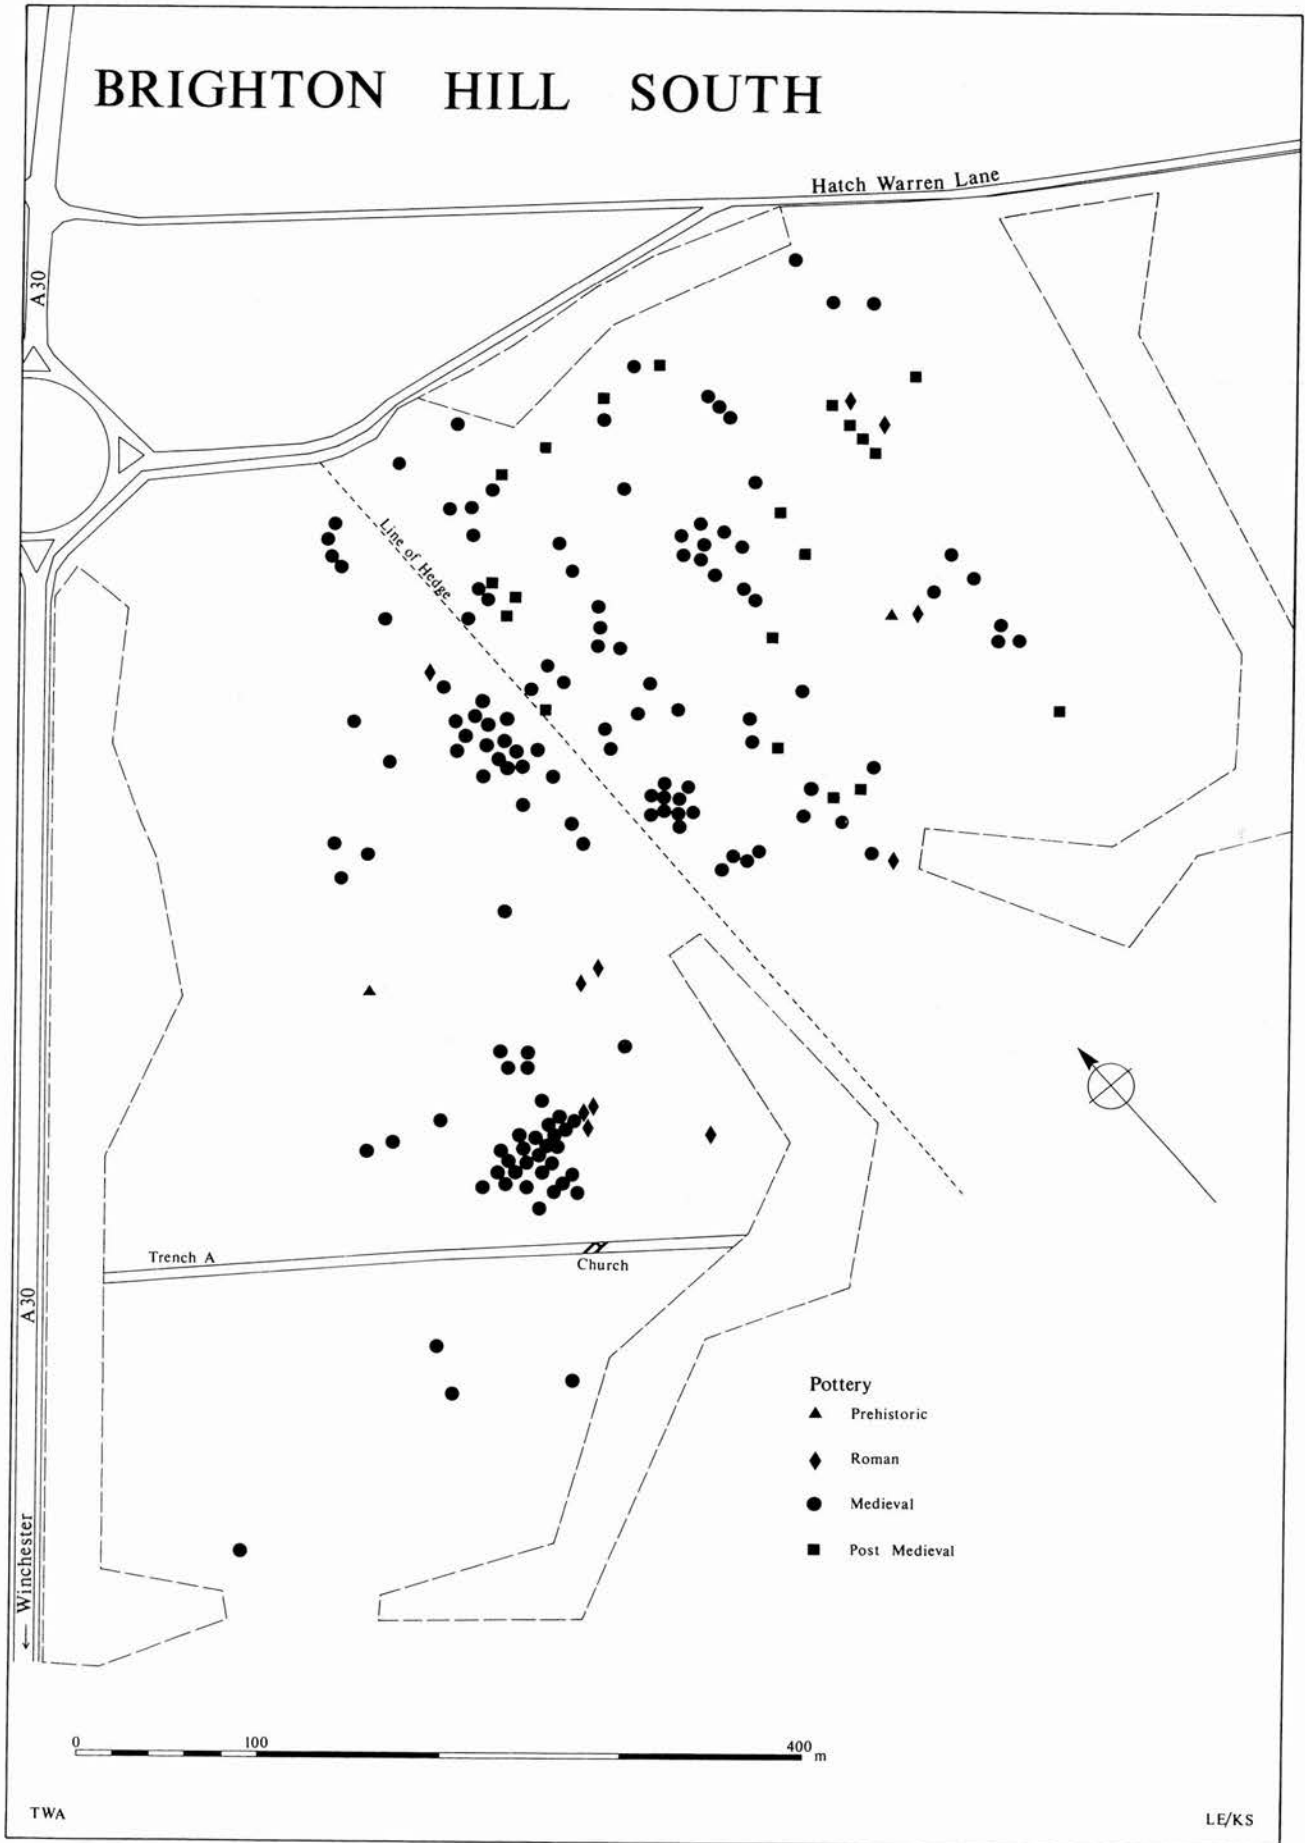 BRIGHTON HILL SOUTH
Hatch Warren Lane
A30
Line of Hedge
Trench A
Church
A30
Pottery
Prehistoric
Roman
Medieval
Post Medieval
← Winchester
0 100 400 m
TWA
LE/KS